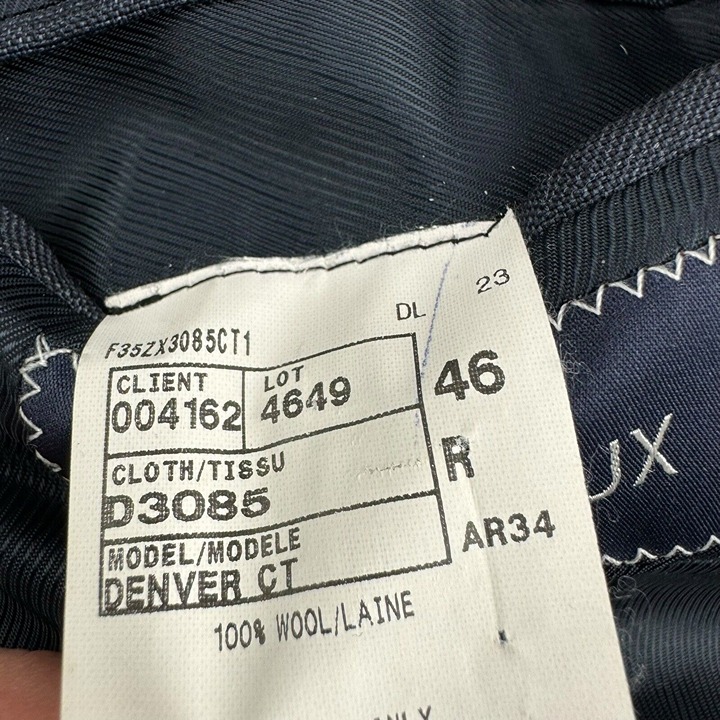 23
DL
F35ZX3085CT1
CLIENT LOT
004162 4649
46
CLOTH/TISSU
R
D3085
MODEL/MODELE
AR34
DENVER CT
100% WOOL/LAINE
UX